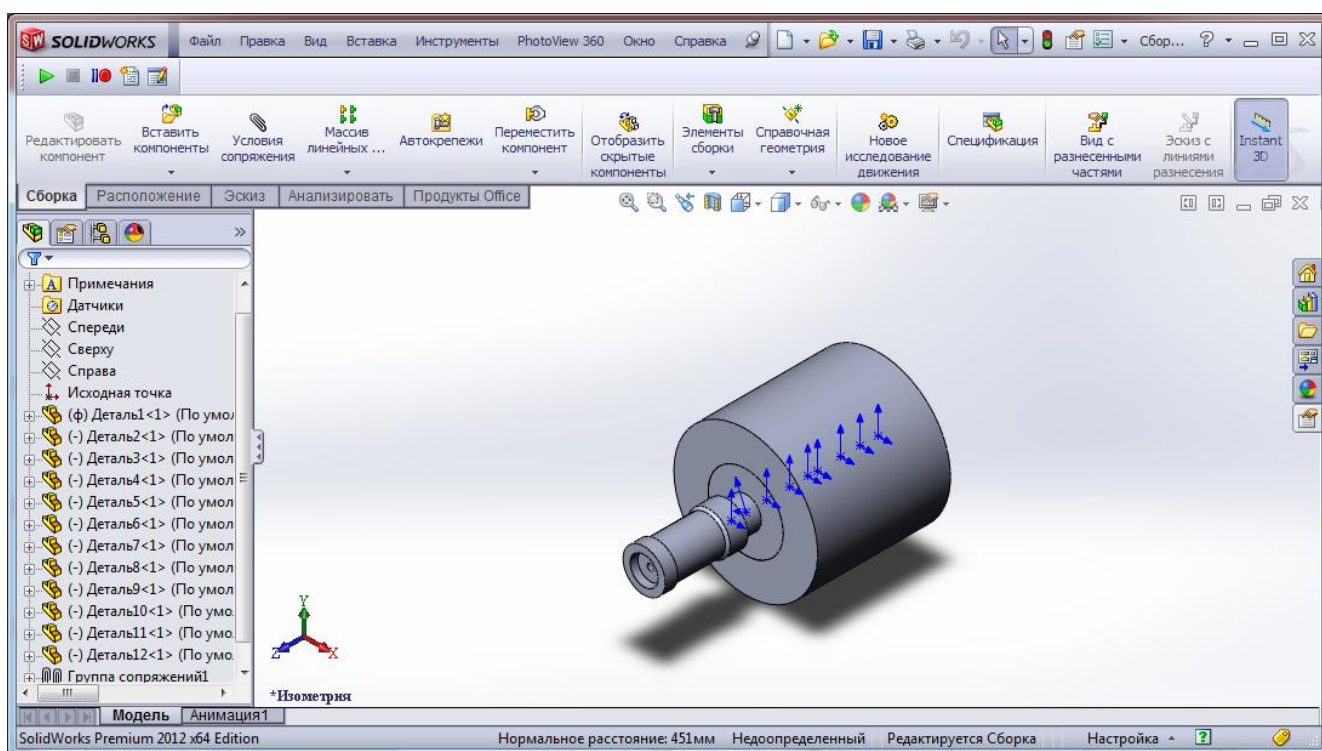 SOLIDWORKS Файл Правка Вид Вставка Инструменты PhotoView 360 Окно Справка Сбор... ?
Редактировать компонент
Вставить компоненты
Условия сопряжения
Массив линейных ...
Автокрепежи
Переместить компонент
Отобразить скрытые компоненты
Элементы сборки
Справочная геометрия
Новое исследование движения
Спецификация
Вид с разнесенными частями
Эскиз с линиями разнесения
Instant 3D
Сборка Расположение Эскиз Анализировать Продукты Office
»
Примечания
Датчики
Спереди
Сверху
Справа
Исходная точка
(ф) Деталь1<1> (По умол
(-) Деталь2<1> (По умол
(-) Деталь3<1> (По умол
(-) Деталь4<1> (По умол
(-) Деталь5<1> (По умол
(-) Деталь6<1> (По умол
(-) Деталь7<1> (По умол
(-) Деталь8<1> (По умол
(-) Деталь9<1> (По умол
(-) Деталь10<1> (По умо.
(-) Деталь11<1> (По умо.
(-) Деталь12<1> (По умо.
Группа сопряжений1
Y
Z X
*Изометрия
Модель Анимация1
SolidWorks Premium 2012 x64 Edition Нормальное расстояние: 451мм Недоопределенный Редактируется Сборка Настройка ?